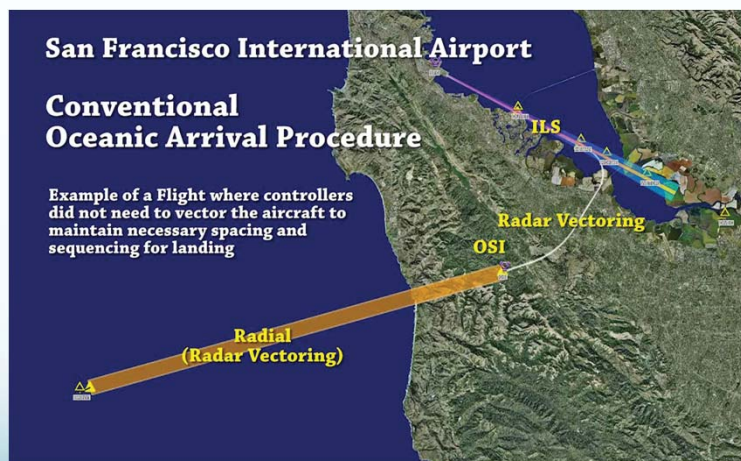 San Francisco International Airport
Conventional
Oceanic Arrival Procedure
Example of a Flight where controllers
did not need to vector the aircraft to
maintain necessary spacing and
sequencing for landing
ILS
Radar Vectoring
OSI
Radial
(Radar Vectoring)